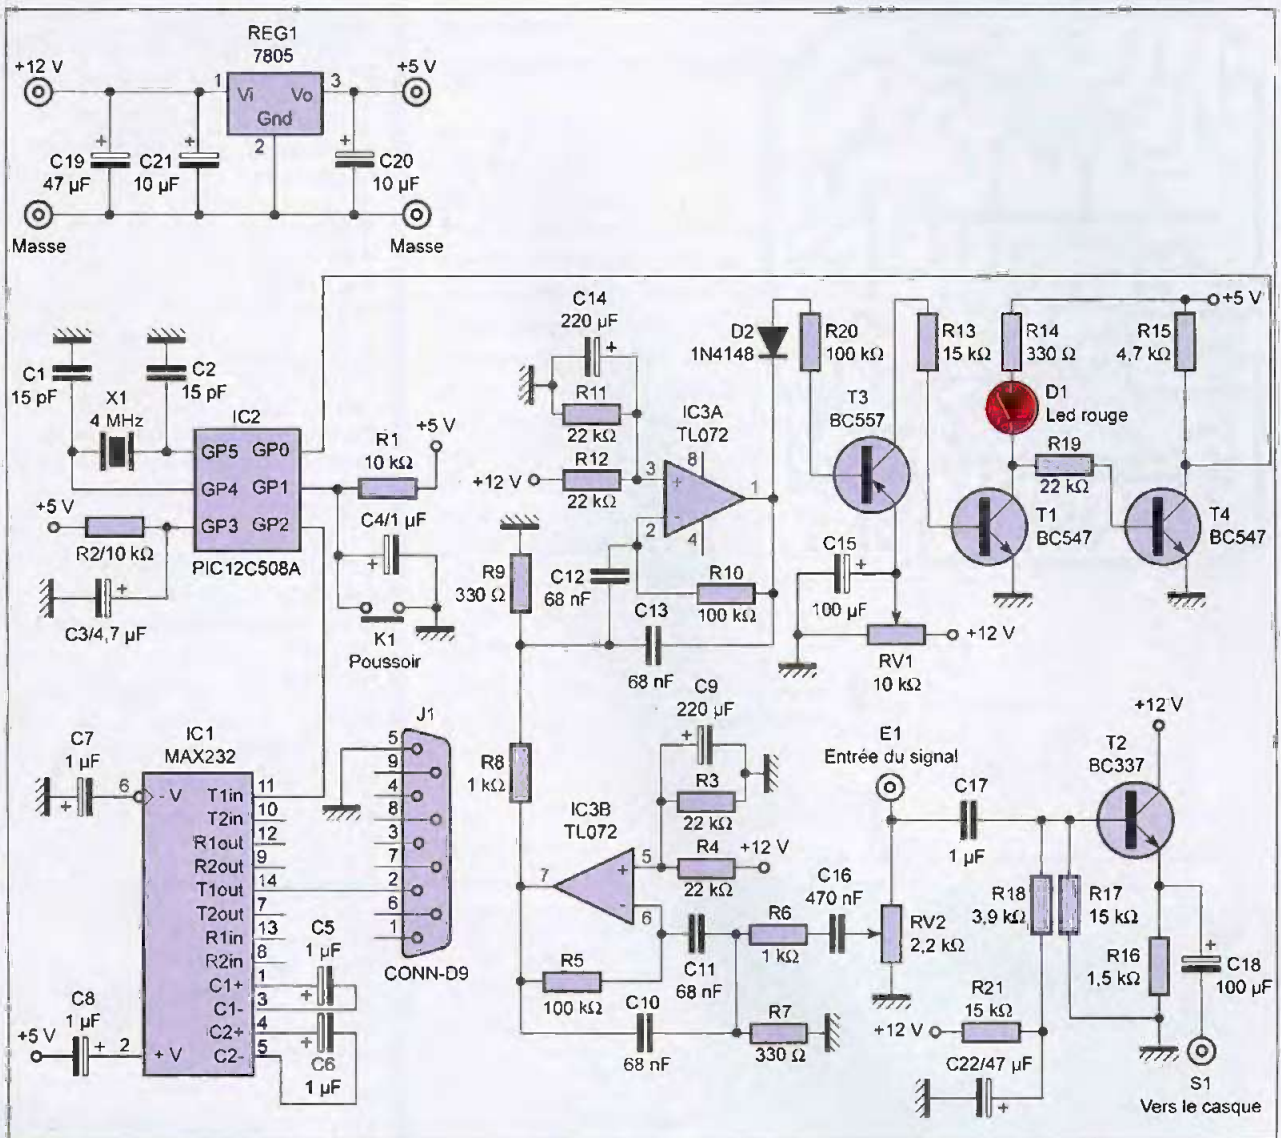 REG1
7805
+12 V
+5 V
1
Vi
Vo
3
Gnd
2
C19
47 µF
C21
10 µF
C20
10 µF
Masse
Masse
C1
15 pF
C2
15 pF
X1
4 MHz
IC2
GP5
GP0
GP4
GP1
GP3
GP2
PIC12C508A
+5 V
R2/10 kΩ
C3/4,7 µF
R1
10 kΩ
+5 V
C4/1 µF
K1
Poussoir
C14
220 µF
R11
22 kΩ
R12
22 kΩ
+12 V
IC3A
TL072
3
8
2
4
1
R9
330 Ω
C12
68 nF
R10
100 kΩ
C13
68 nF
D2
1N4148
R20
100 kΩ
T3
BC557
R13
15 kΩ
R14
330 Ω
R15
4,7 kΩ
+5 V
D1
Led rouge
R19
22 kΩ
T1
BC547
T4
BC547
C15
100 µF
RV1
10 kΩ
+12 V
C7
1 µF
IC1
MAX232
6
- V
T1in
11
T2in
10
R1out
12
R2out
9
T1out
14
T2out
7
R1in
13
R2in
8
C1+
1
C1-
3
C2+
4
C2-
5
+ V
2
C8
1 µF
+5 V
C5
1 µF
C6
1 µF
J1
5
9
4
8
3
7
2
6
1
CONN-D9
R8
1 kΩ
C9
220 µF
R3
22 kΩ
R4
22 kΩ
+12 V
IC3B
TL072
7
5
6
R5
100 kΩ
C10
68 nF
C11
68 nF
R6
1 kΩ
C16
470 nF
R7
330 Ω
E1
Entrée du signal
RV2
2,2 kΩ
C17
1 µF
+12 V
T2
BC337
R18
3,9 kΩ
R17
15 kΩ
R16
1,5 kΩ
C18
100 µF
R21
15 kΩ
+12 V
C22/47 µF
S1
Vers le casque